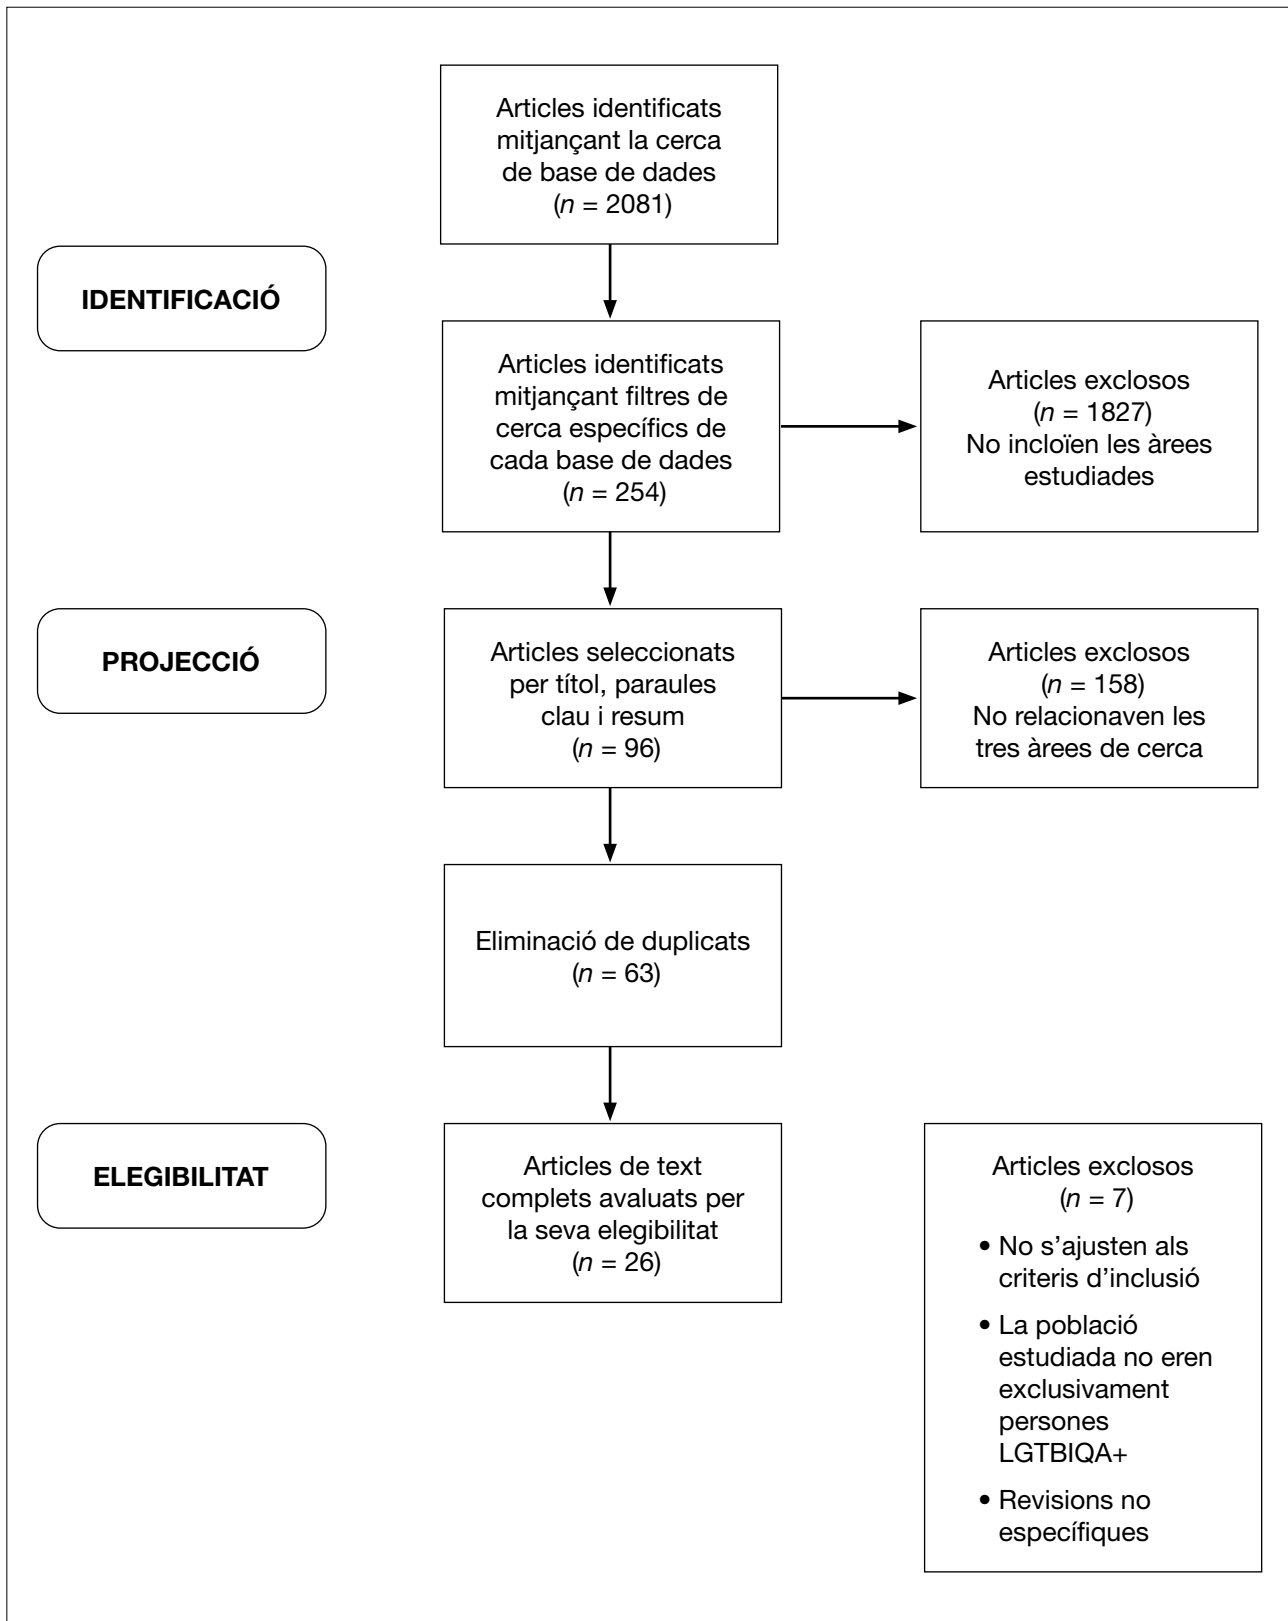 Articles identificats
mitjançant la cerca
de base de dades
(n = 2081)
IDENTIFICACIÓ
Articles identificats
mitjançant filtres de
cerca específics de
cada base de dades
(n = 254)
Articles exclosos
(n = 1827)
No incloïen les àrees
estudiades
PROJECCIÓ
Articles seleccionats
per títol, paraules
clau i resum
(n = 96)
Articles exclosos
(n = 158)
No relacionaven les
tres àrees de cerca
Eliminació de duplicats
(n = 63)
ELEGIBILITAT
Articles de text
complets avaluats per
la seva elegibilitat
(n = 26)
Articles exclosos
(n = 7)
• No s’ajusten als
criteris d’inclusió
• La població
estudiada no eren
exclusivament
persones
LGTBIQA+
• Revisions no
específiques